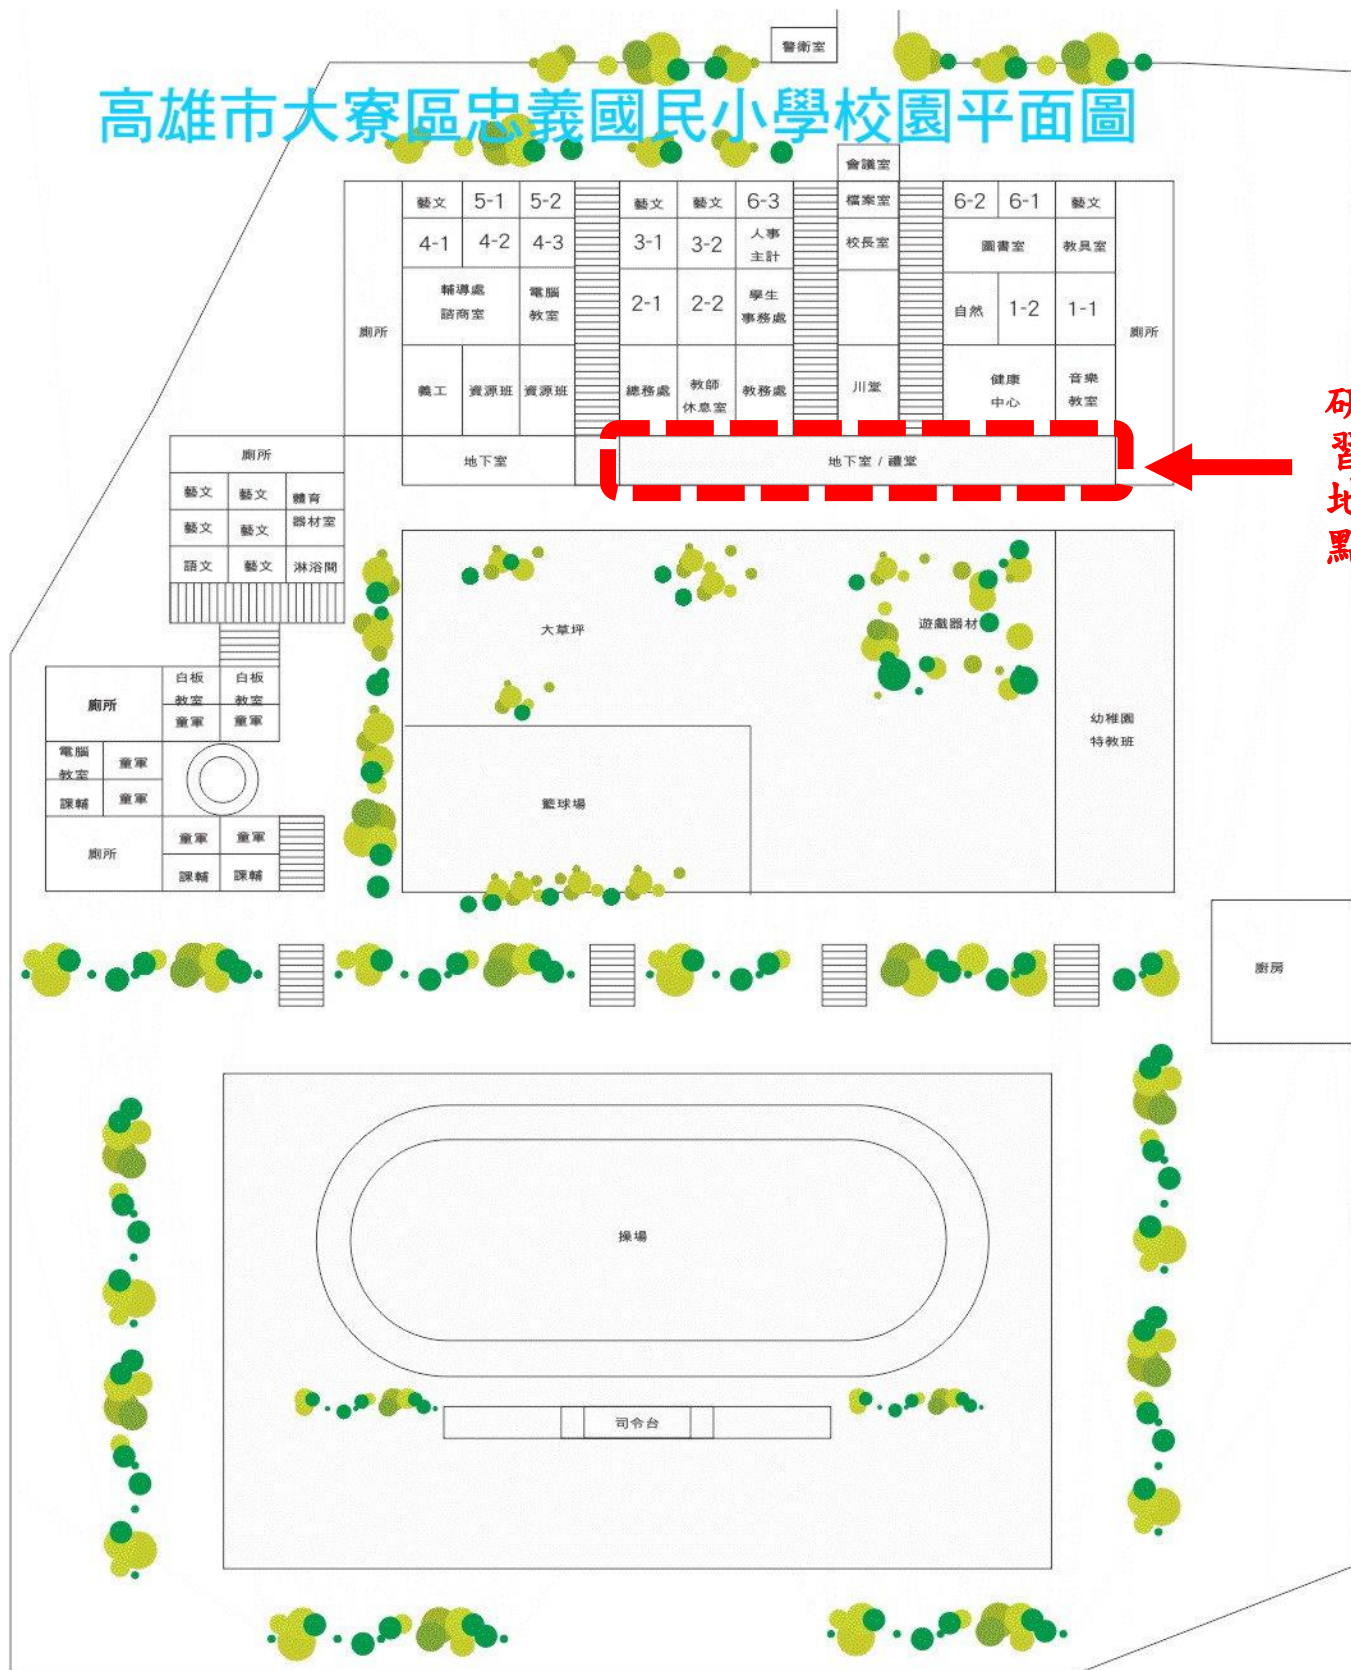 警衛室
高雄市大寮區忠義國民小學校園平面圖
會議室
藝文 5-1 5-2 藝文 藝文 6-3 檔案室 6-2 6-1 藝文
4-1 4-2 4-3 3-1 3-2 人事 校長室 圖書室 教具室
主計
輔導處 電腦 2-1 2-2 學生 自然 1-2 1-1
諮商室 教室 事務處
廁所 廁所
義工 資源班 資源班 總務處 教師 教務處 川堂 健康 音樂
休息室 中心 教室
研習地點
地下室 地下室 / 禮堂
廁所
藝文 藝文 體育
藝文 藝文 器材室
語文 藝文 淋浴間
大草坪 遊戲器材
白板 白板
教室 教室
廁所
童軍 童軍
幼稚園
特教班
電腦 童軍
教室
課輔 童軍
籃球場
童軍 童軍
廁所
課輔 課輔
廚房
操場
司令台